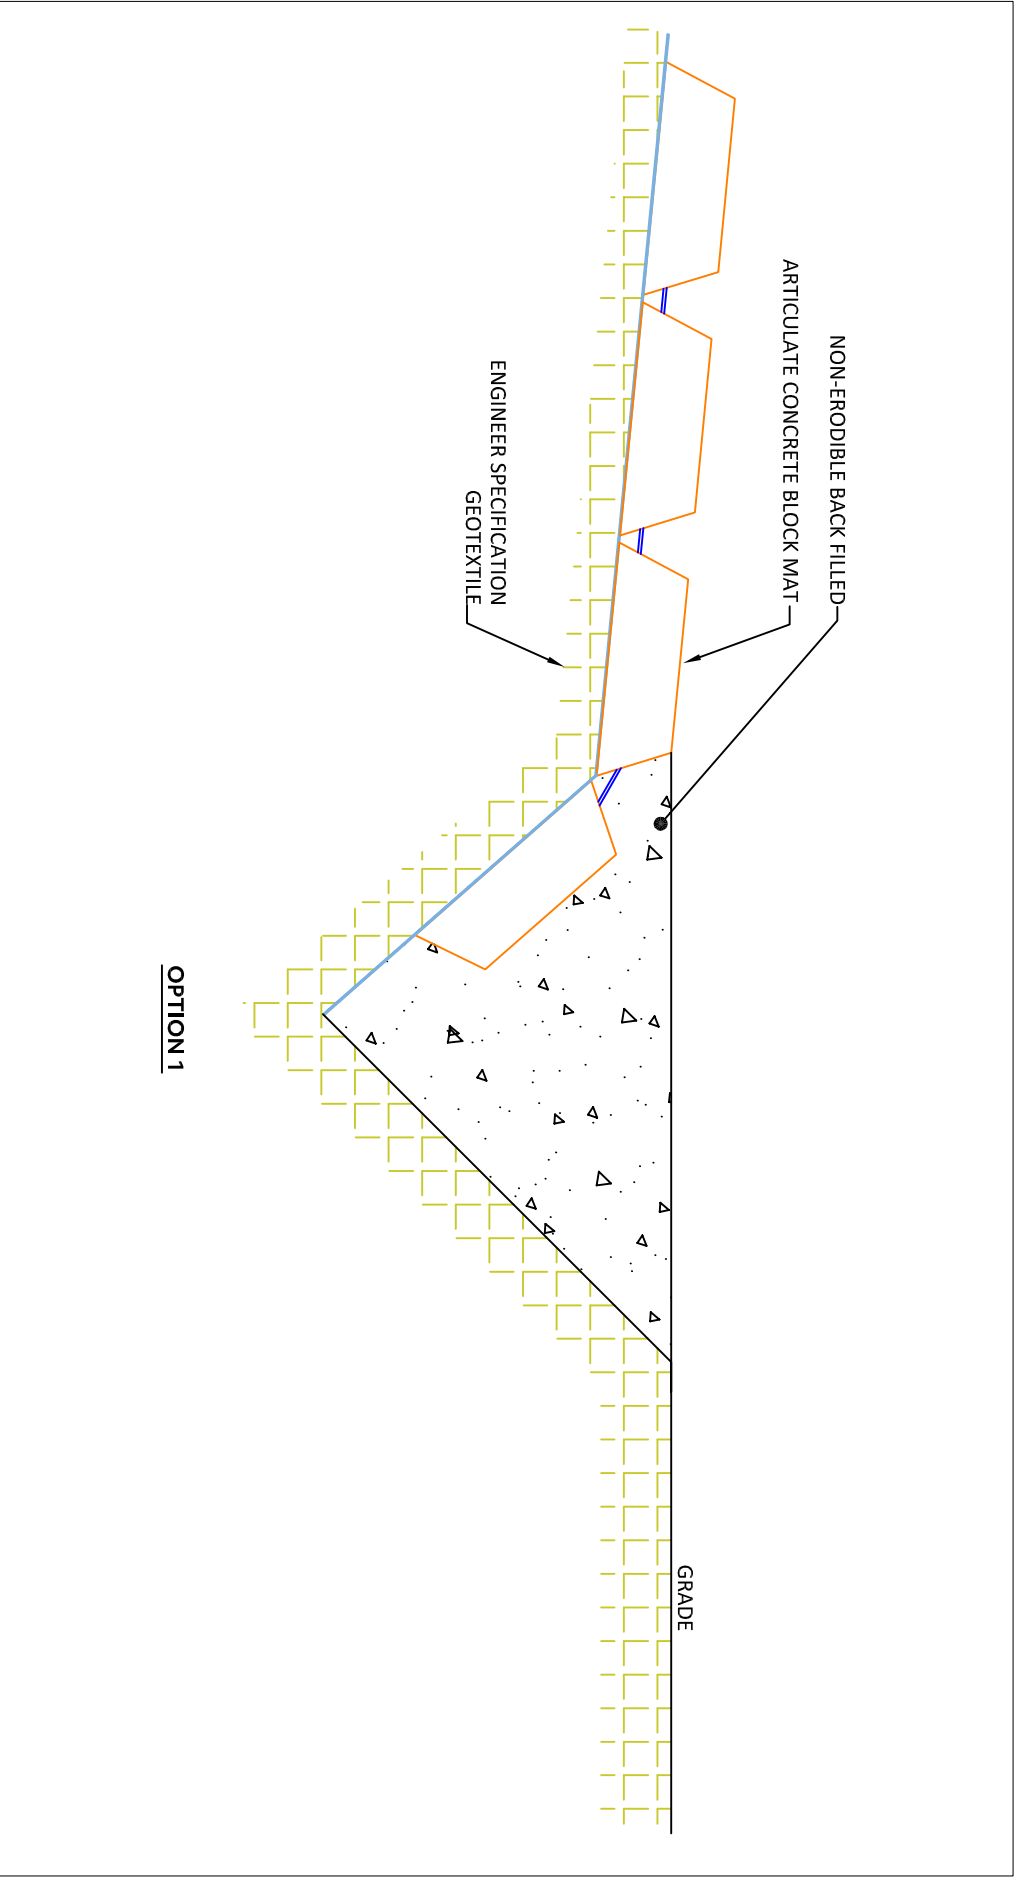 NON-ERODIBLE BACK FILLED
ARTICULATE CONCRETE BLOCK MAT
GRADE
ENGINEER SPECIFICATION
GEOTEXTILE
OPTION 1